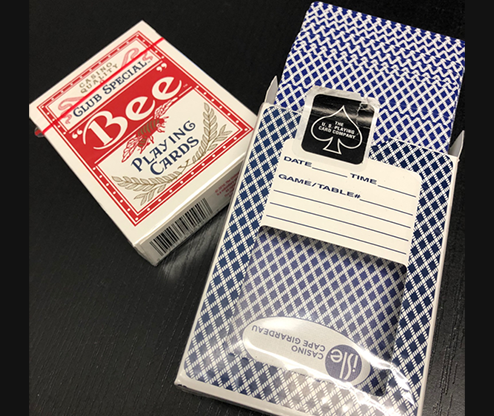 CASINO
QUALITY
CLUB SPECIAL
"Bee"
PLAYING
CARDS
THE
U. S. PLAYING
CARD COMPANY
DATE TIME
GAME/TABLE#
isle
CASINO
CAPE GIRARDEAU